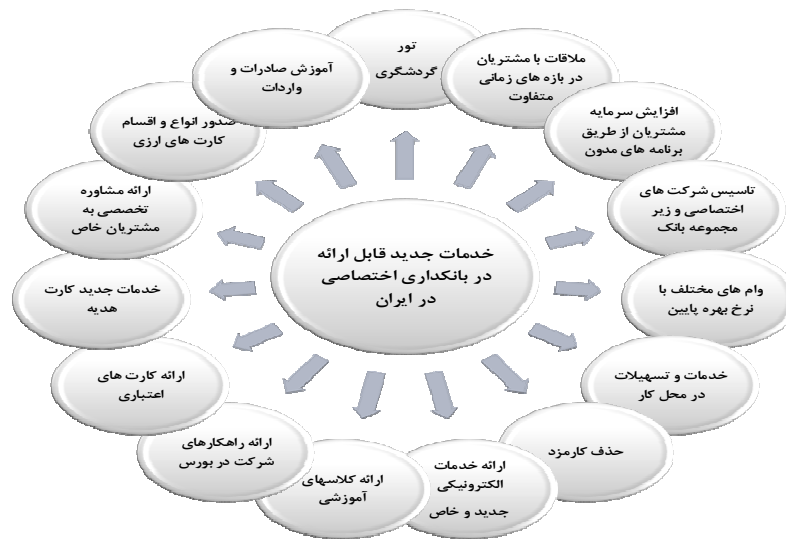 تور
گردشگری
ملاقات با مشتریان
در بازه های زمانی
متفاوت
افزایش سرمایه
مشتریان از طریق
برنامه های مدون
تاسیس شرکت های
اختصاصی و زیر
مجموعه بانک
وام های مختلف با
نرخ بهره پایین
خدمات و تسهیلات
در محل کار
حذف کارمزد
ارائه خدمات
الکترونیکی
جدید و خاص
ارائه کلاسهای
آموزشی
ارائه راهکارهای
شرکت در بورس
ارائه کارت های
اعتباری
خدمات جدید کارت
هدیه
ارائه مشاوره
تخصصی به
مشتریان خاص
صدور انواع و اقسام
کارت های ارزی
آموزش صادرات و
واردات
خدمات جدید قابل ارائه
در بانکداری اختصاصی
در ایران